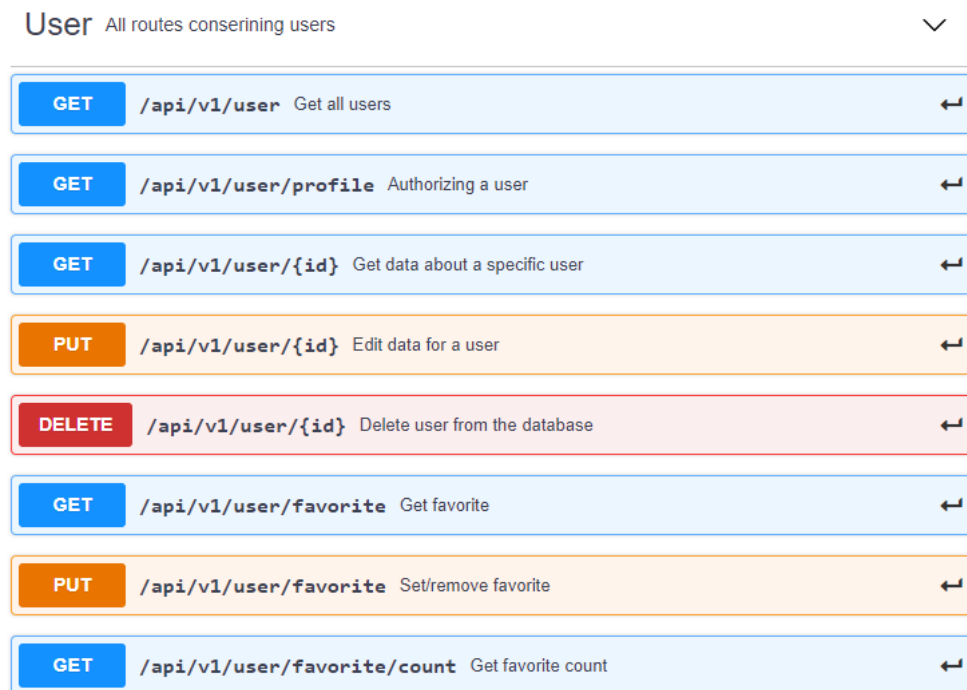 User All routes conserining users
GET /api/v1/user Get all users
GET /api/v1/user/profile Authorizing a user
GET /api/v1/user/{id} Get data about a specific user
PUT /api/v1/user/{id} Edit data for a user
DELETE /api/v1/user/{id} Delete user from the database
GET /api/v1/user/favorite Get favorite
PUT /api/v1/user/favorite Set/remove favorite
GET /api/v1/user/favorite/count Get favorite count